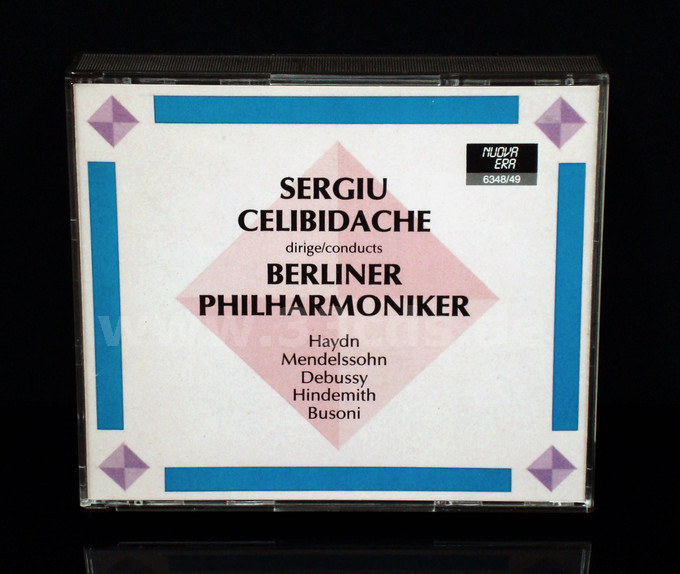 NUOVA
ERA
6348/49
SERGIU
CELIBIDACHE
dirige/conducts
BERLINER
PHILHARMONIKER
Haydn
Mendelssohn
Debussy
Hindemith
Busoni